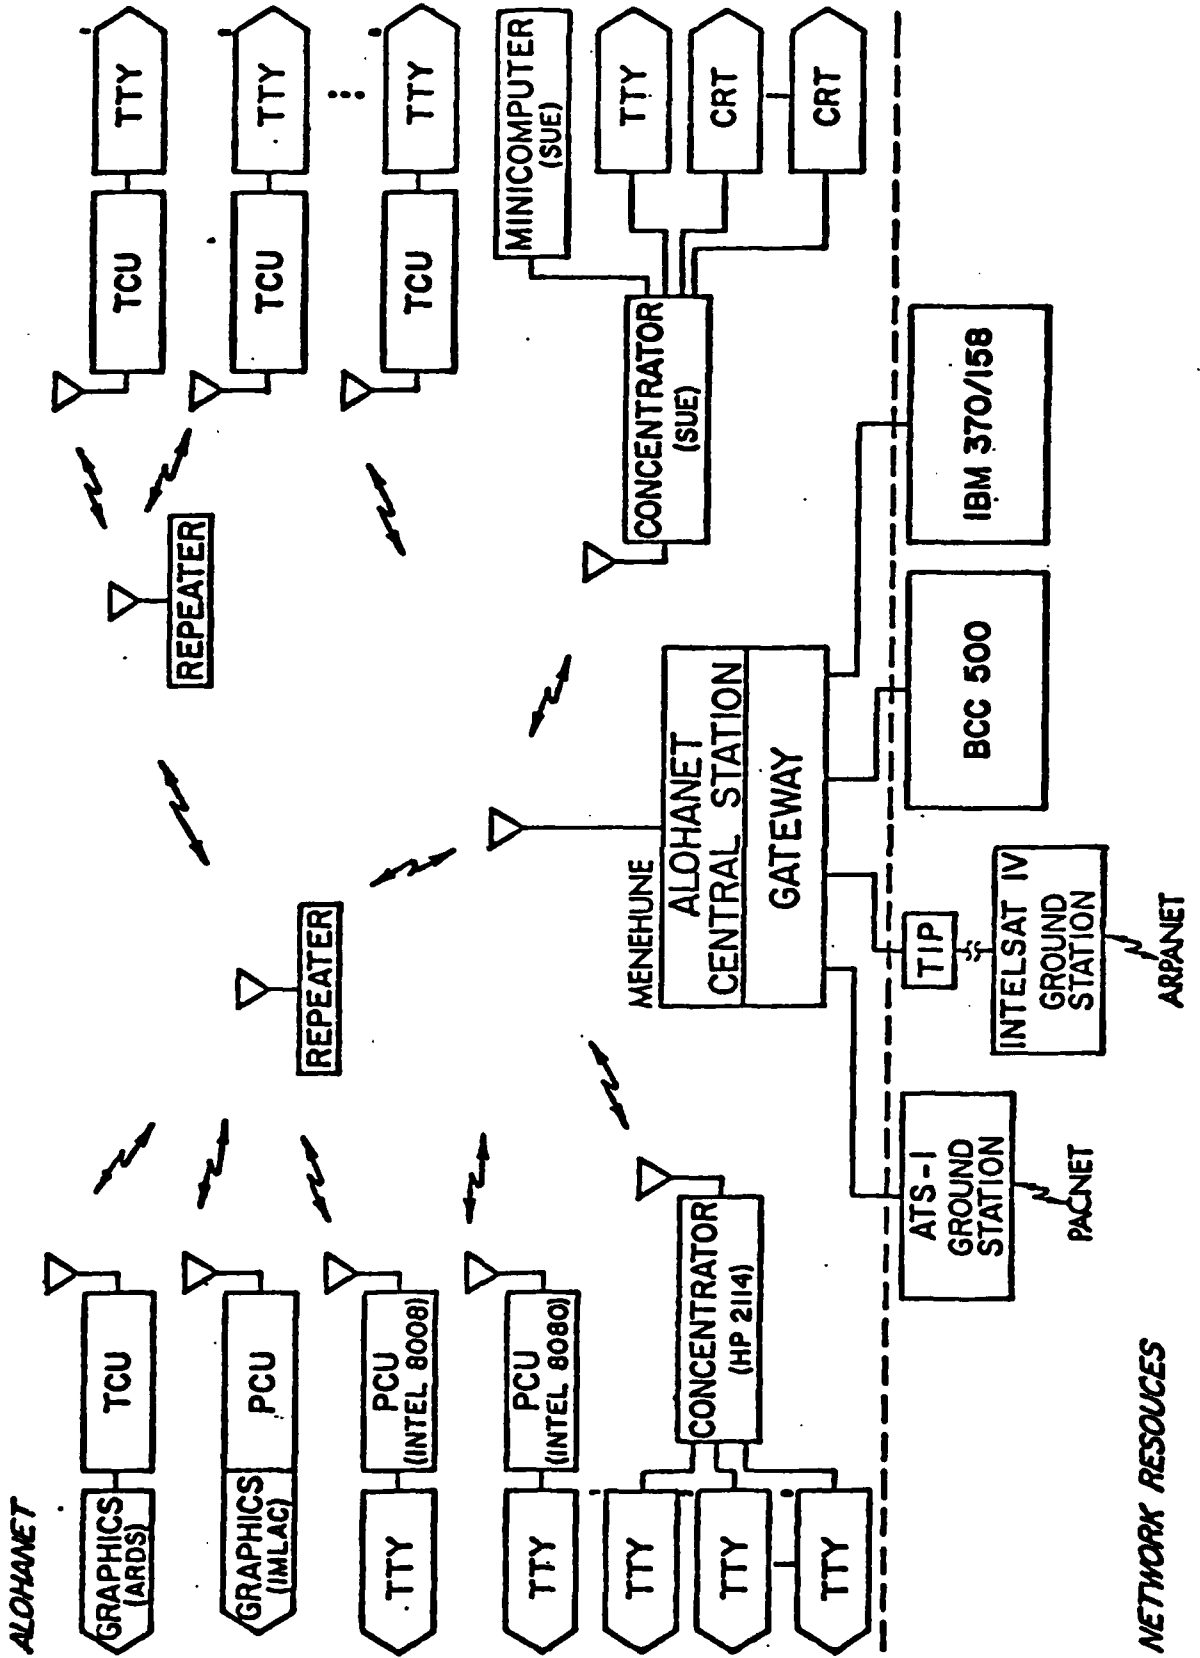 ALOHANET
GRAPHICS
(ARDS)
TCU
GRAPHICS
(IMLAC)
PCU
TTY
PCU
(INTEL 8008)
TTY
PCU
(INTEL 8080)
TTY
TTY
TTY
CONCENTRATOR
(HP 2114)
REPEATER
REPEATER
TCU
TTY
TCU
TTY
TCU
TTY
MINICOMPUTER
(SUE)
CONCENTRATOR
(SUE)
TTY
CRT
CRT
MENEHUNE
ALOHANET
CENTRAL STATION
GATEWAY
ATS-1
GROUND
STATION
PACNET
TIP
INTELSAT IV
GROUND
STATION
ARPANET
BCC 500
IBM 370/158
NETWORK RESOUCES